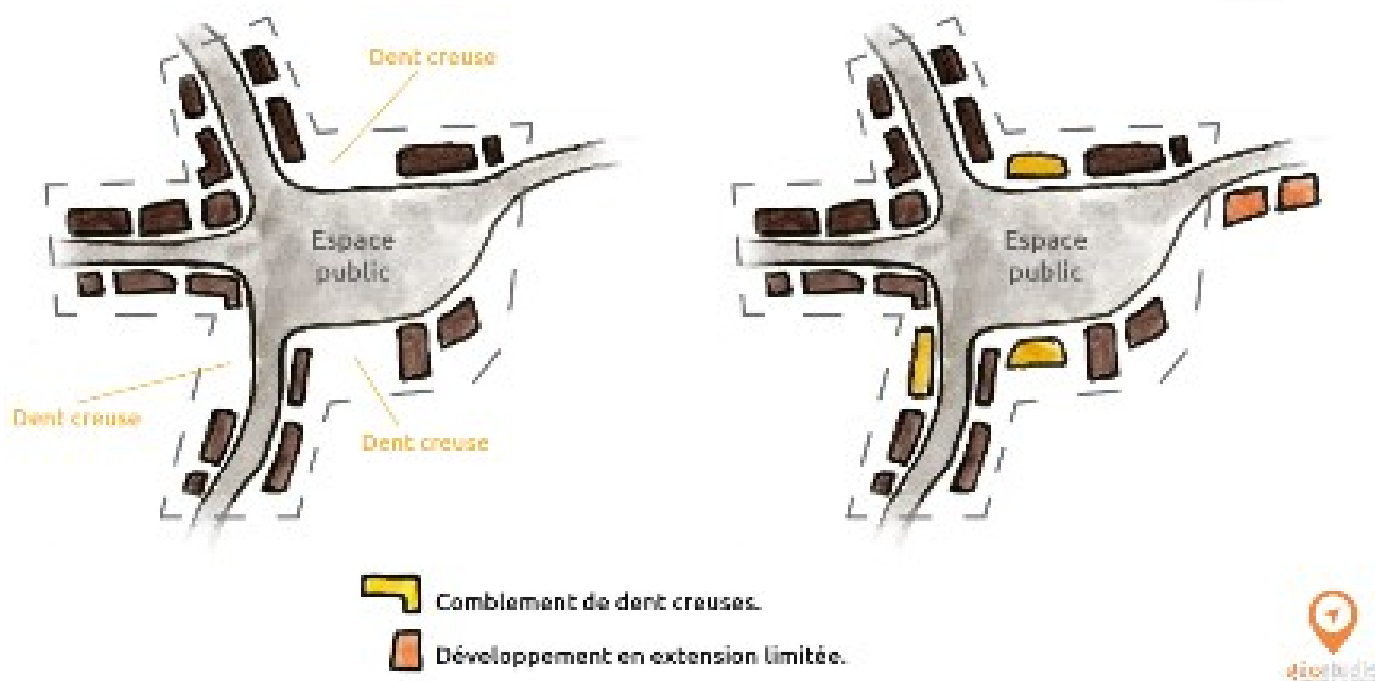 Dent creuse
Espace
public
Dent creuse
Dent creuse
Espace
public
Comblement de dent creuses.
Développement en extension limitée.